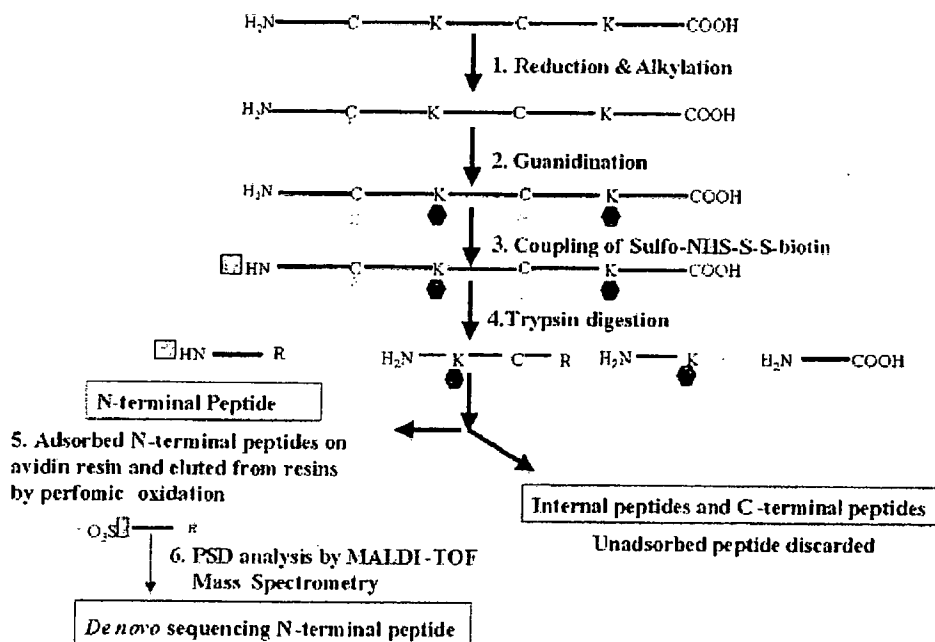 H₂N C K C K COOH
1. Reduction & Alkylation
H₂N C K C K COOH
2. Guanidination
H₂N C K C K COOH
3. Coupling of Sulfo-NHS-S-S-biotin
HN C K C K COOH
4.Trypsin digestion
HN R H₂N K C R H₂N K H₂N COOH
N-terminal Peptide
5. Adsorbed N-terminal peptides on
avidin resin and eluted from resins
by perfomic oxidation
Internal peptides and C-terminal peptides
Unadsorbed peptide discarded
O₃S R
6. PSD analysis by MALDI-TOF
Mass Spectrometry
De novo sequencing N-terminal peptide